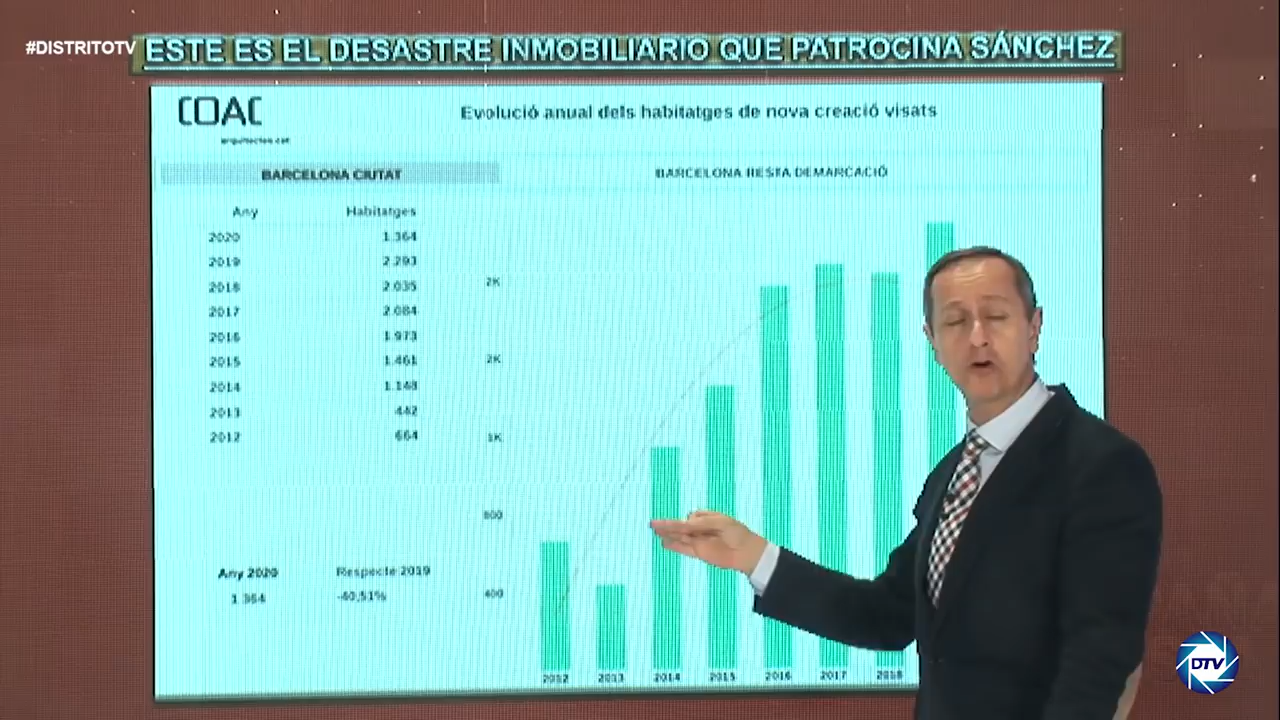 #DISTRITOTV
ESTE ES EL DESASTRE INMOBILIARIO QUE PATROCINA SÁNCHEZ
COAC
arquitectes.cat
Evolució anual dels habitatges de nova creació visats
BARCELONA CIUTAT
BARCELONA RESTA DEMARCACIÓ
Any Habitatges
2020 1.364
2019 2.293
2018 2.035
2017 2.084
2016 1.973
2015 1.461
2014 1.148
2013 442
2012 664
Any 2020 Respecte 2019
1.364 -40,51%
2K
2K
1K
800
400
2012 2013 2014 2015 2016 2017 2018
DTV